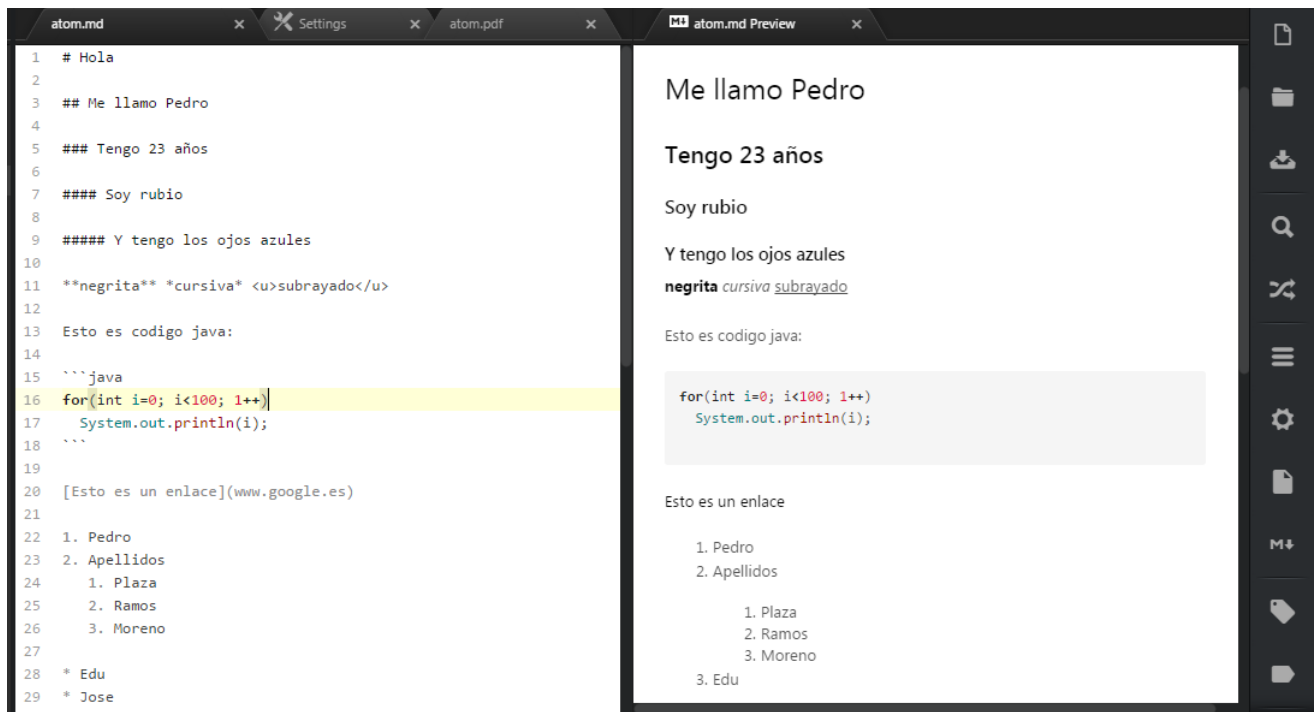 atom.md
Settings
atom.pdf
atom.md Preview
1 # Hola
2
3 ## Me llamo Pedro
4
5 ### Tengo 23 años
6
7 #### Soy rubio
8
9 ##### Y tengo los ojos azules
10
11 **negrita** *cursiva* <u>subrayado</u>
12
13 Esto es codigo java:
14
15 ```java
16 for(int i=0; i<100; 1++)
17   System.out.println(i);
18 ```
19
20 [Esto es un enlace](www.google.es)
21
22 1. Pedro
23 2. Apellidos
24    1. Plaza
25    2. Ramos
26    3. Moreno
27
28 * Edu
29 * Jose
Me llamo Pedro
Tengo 23 años
Soy rubio
Y tengo los ojos azules
negrita cursiva subrayado
Esto es codigo java:
for(int i=0; i<100; 1++)
  System.out.println(i);
Esto es un enlace
1. Pedro
2. Apellidos
1. Plaza
2. Ramos
3. Moreno
3. Edu
M